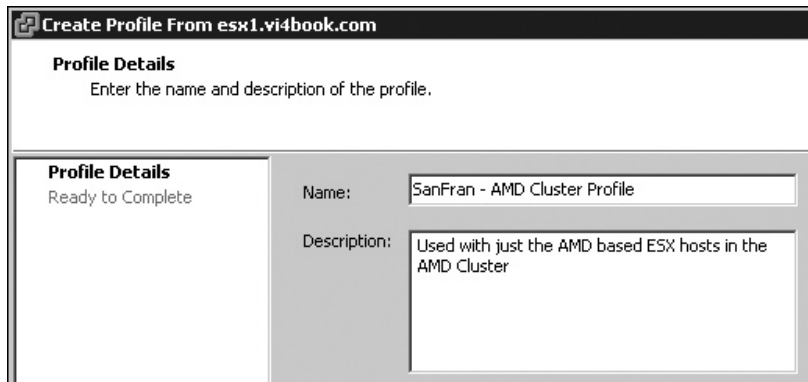 Create Profile From esx1.vi4book.com
Profile Details
Enter the name and description of the profile.
Profile Details
Ready to Complete
Name:
SanFran - AMD Cluster Profile
Description:
Used with just the AMD based ESX hosts in the
AMD Cluster